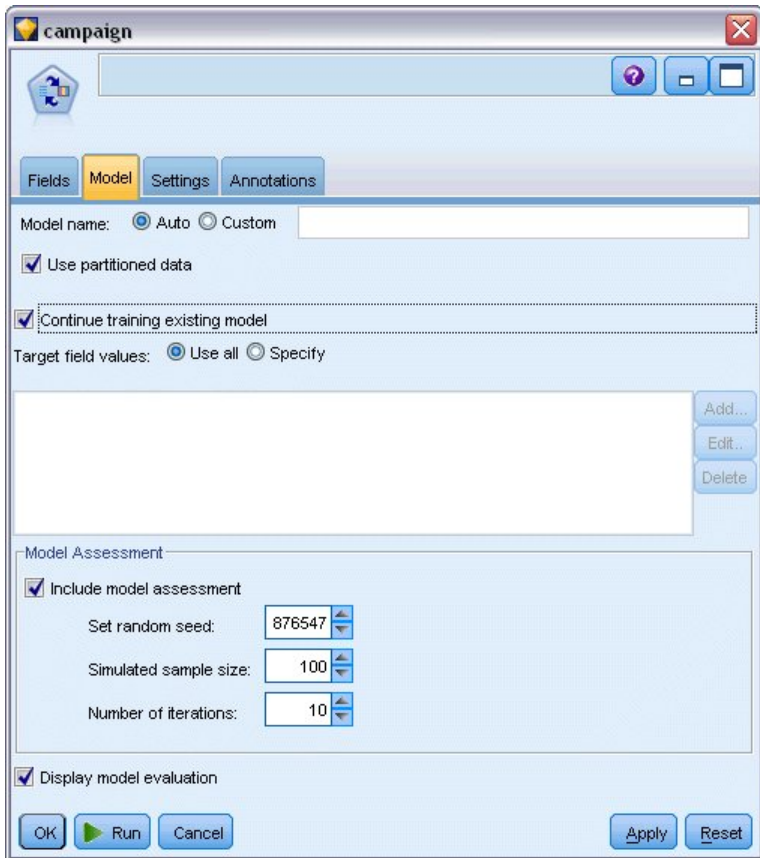 campaign
Fields Model Settings Annotations
Model name: Auto Custom
Use partitioned data
Continue training existing model
Target field values: Use all Specify
Add...
Edit...
Delete
Model Assessment
Include model assessment
Set random seed: 876547
Simulated sample size: 100
Number of iterations: 10
Display model evaluation
OK Run Cancel Apply Reset